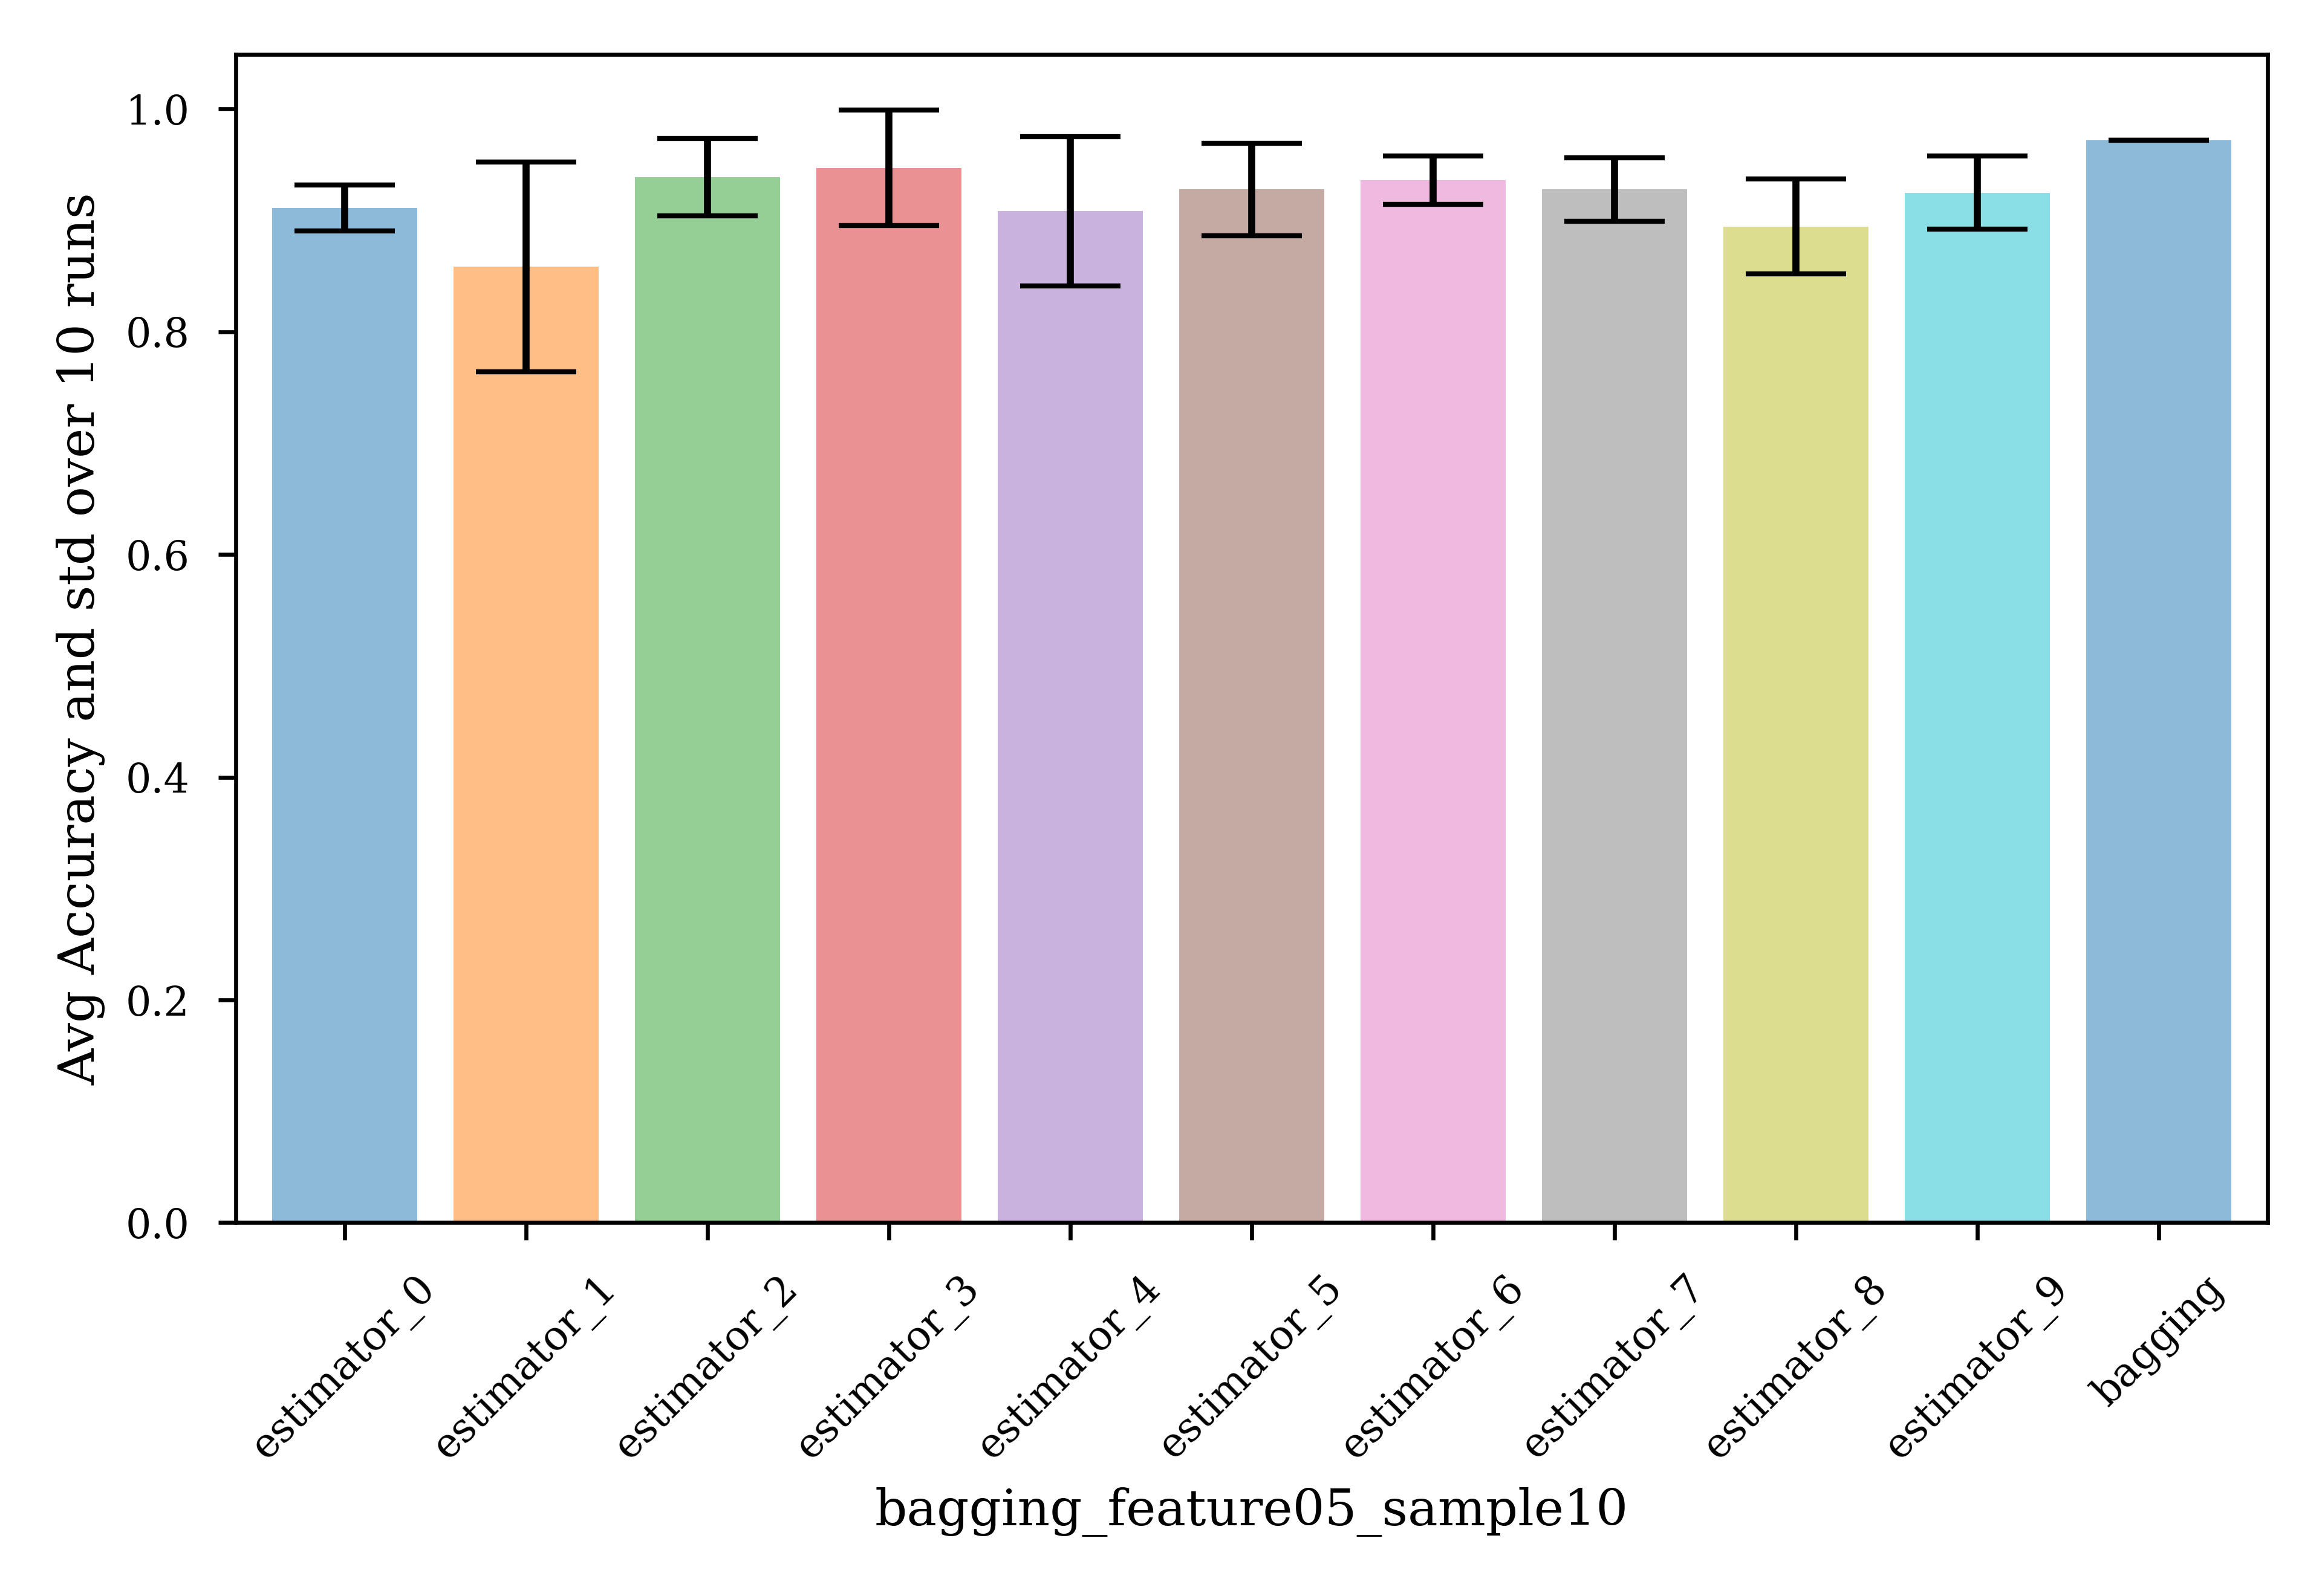 Avg Accuracy and std over 10 runs
1.0
0.8
0.6
0.4
0.2
0.0
estimator_0
estimator_1
estimator_2
estimator_3
estimator_4
estimator_5
estimator_6
estimator_7
estimator_8
estimator_9
bagging
bagging_feature05_sample10